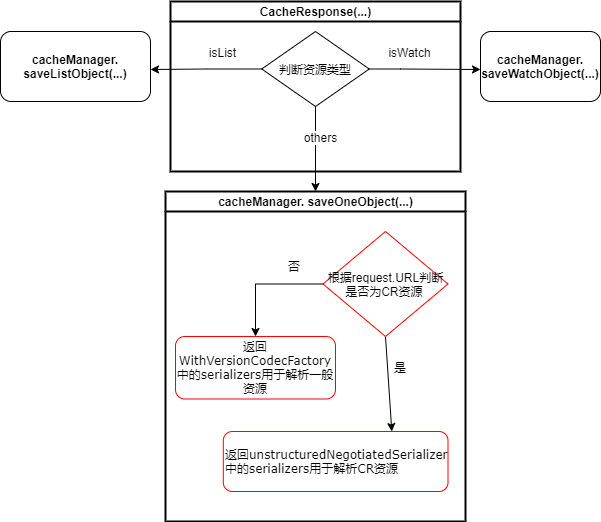 CacheResponse(...)
isList
isWatch
cacheManager.
saveListObject(...)
判断资源类型
cacheManager.
saveWatchObject(...)
others
cacheManager. saveOneObject(...)
否
根据request.URL判断
是否为CR资源
返回
WithVersionCodecFactory
中的serializers用于解析一般
资源
是
返回unstructuredNegotiatedSerializer
中的serializers用于解析CR资源